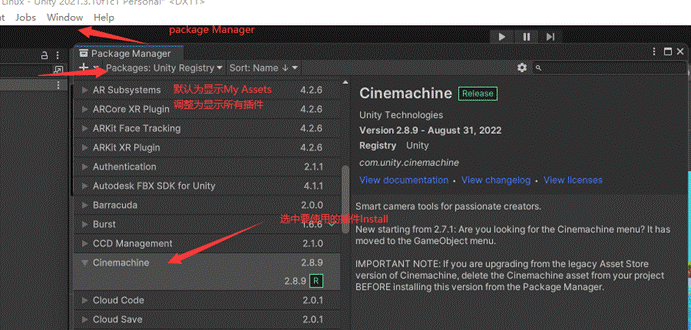 Linux - Unity 2021.3.10f1c1 Personal* <DX11>
Jobs Window
package Manager
Package Manager
+ Packages: Unity Registry Sort: Name ↓
AR Subsystems 4.2.6
默认为显示My Assets
ARCore XR Plugin 4.2.6
调整为显示所有插件
ARKit Face Tracking 4.2.6
ARKit XR Plugin 4.2.6
Authentication 2.1.1
Autodesk FBX SDK for Unity 4.1.1
Barracuda 2.0.0
Burst 1.6.6
选中要使用的插件Install
CCD Management 2.1.0
Cinemachine 2.8.9
2.8.9 R
Cloud Code 2.0.1
Cloud Save 2.0.1
Cinemachine Release
Unity Technologies
Version 2.8.9 - August 31, 2022
Registry Unity
com.unity.cinemachine
View documentation • View changelog • View licenses
Smart camera tools for passionate creators.
New starting from 2.7.1: Are you looking for the Cinemachine menu? It has
moved to the GameObject menu.
IMPORTANT NOTE: If you are upgrading from the legacy Asset Store
version of Cinemachine, delete the Cinemachine asset from your project
BEFORE installing this version from the Package Manager.